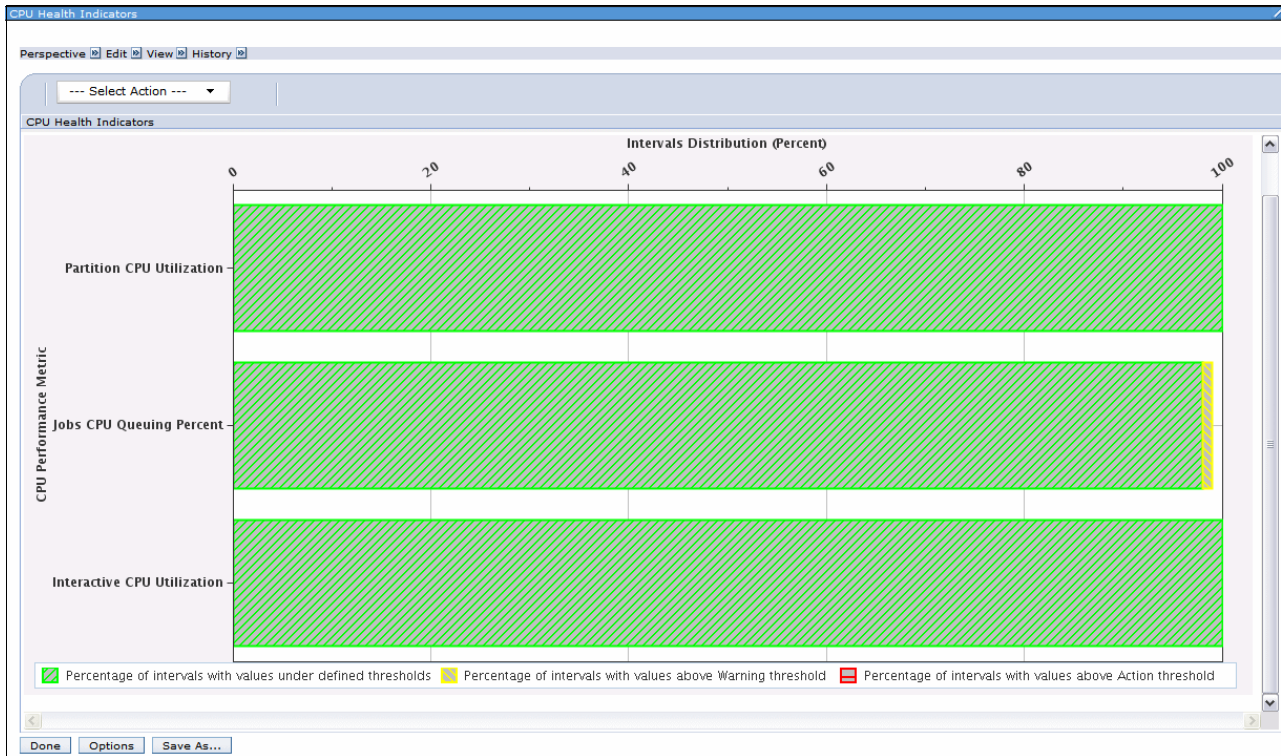 CPU Health Indicators
Perspective Edit View History
--- Select Action ---
CPU Health Indicators
Intervals Distribution (Percent)
0 20 40 60 80 100
CPU Performance Metric
Partition CPU Utilization
Jobs CPU Queuing Percent
Interactive CPU Utilization
Percentage of intervals with values under defined thresholds Percentage of intervals with values above Warning threshold Percentage of intervals with values above Action threshold
Done Options Save As...